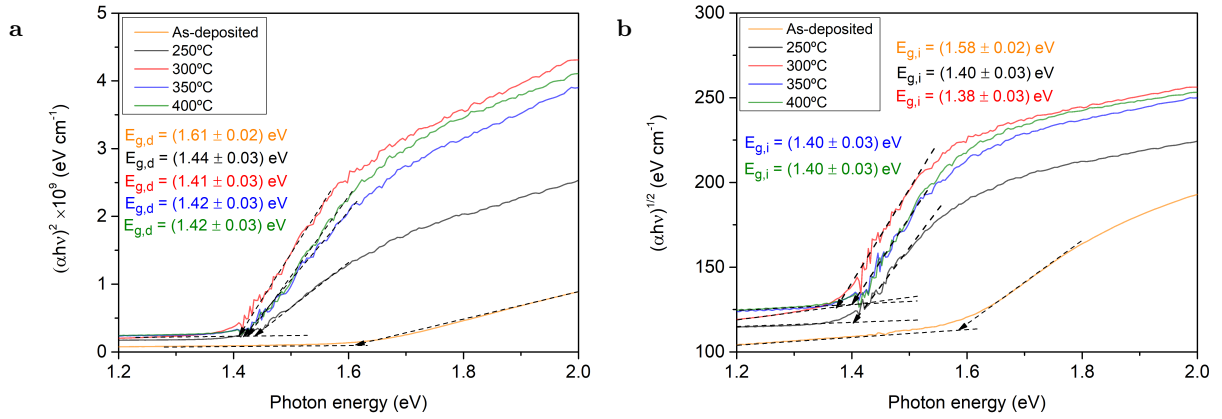 a
As-deposited
250ºC
300ºC
350ºC
400ºC
E_g,d = (1.61 ± 0.02) eV
E_g,d = (1.44 ± 0.03) eV
E_g,d = (1.41 ± 0.03) eV
E_g,d = (1.42 ± 0.03) eV
E_g,d = (1.42 ± 0.03) eV
(αhν)² ×10⁹ (eV cm⁻¹)
5
4
3
2
1
0
1.2 1.4 1.6 1.8 2.0
Photon energy (eV)
b
As-deposited
250ºC
300ºC
350ºC
400ºC
E_g,i = (1.58 ± 0.02) eV
E_g,i = (1.40 ± 0.03) eV
E_g,i = (1.38 ± 0.03) eV
E_g,i = (1.40 ± 0.03) eV
E_g,i = (1.40 ± 0.03) eV
(αhν)^1/2 (eV cm⁻¹)
300
250
200
150
100
1.2 1.4 1.6 1.8 2.0
Photon energy (eV)